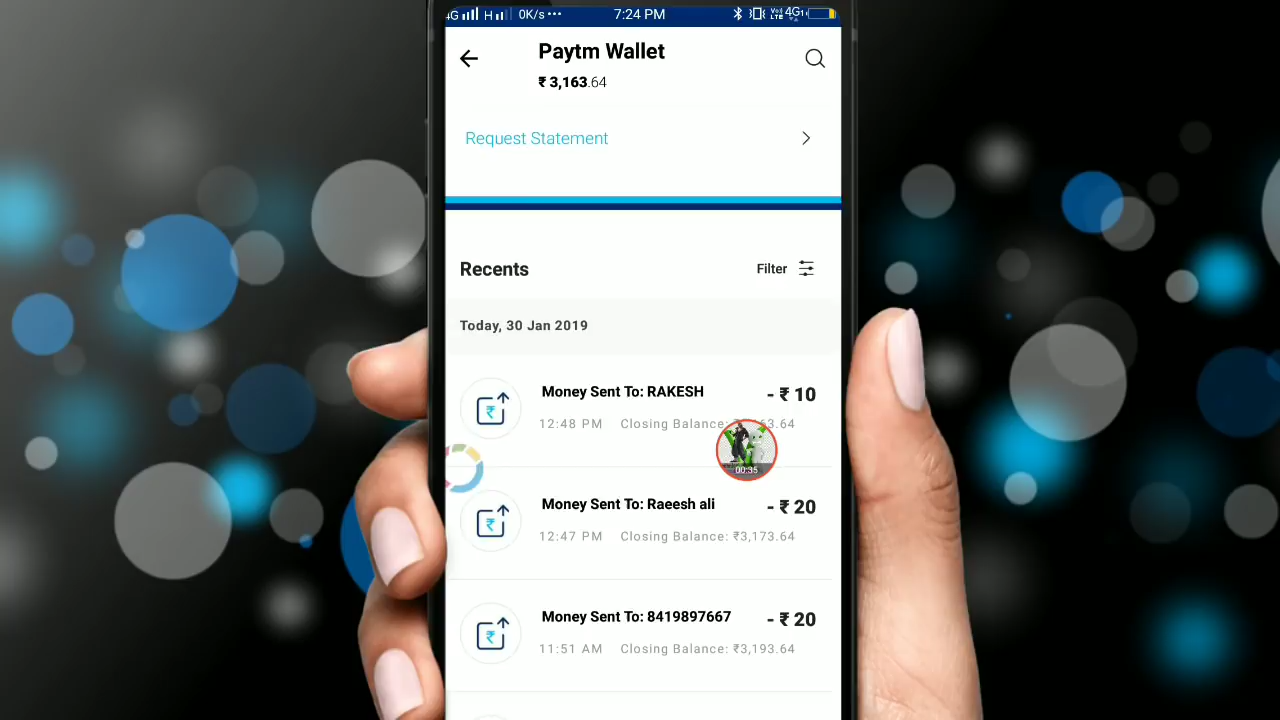 4G H 0K/s ... 7:24 PM 4G1
Paytm Wallet
₹ 3,163.64
Request Statement
Recents
Filter
Today, 30 Jan 2019
Money Sent To: RAKESH - ₹ 10
12:48 PM Closing Balance: 63.64
00:35
Money Sent To: Raeesh ali - ₹ 20
12:47 PM Closing Balance: ₹3,173.64
Money Sent To: 8419897667 - ₹ 20
11:51 AM Closing Balance: ₹3,193.64